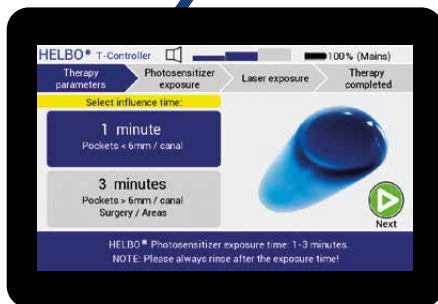 HELBO® T-Controller 100% (Mains)
Therapy parameters
Photosensitizer exposure
Laser exposure
Therapy completed
Select influence time:
1 minute
Pockets < 6mm / canal
3 minutes
Pockets > 6mm / canal
Surgery / Areas
Next
HELBO® Photosensitizer exposure time: 1-3 minutes.
NOTE: Please always rinse after the exposure time!